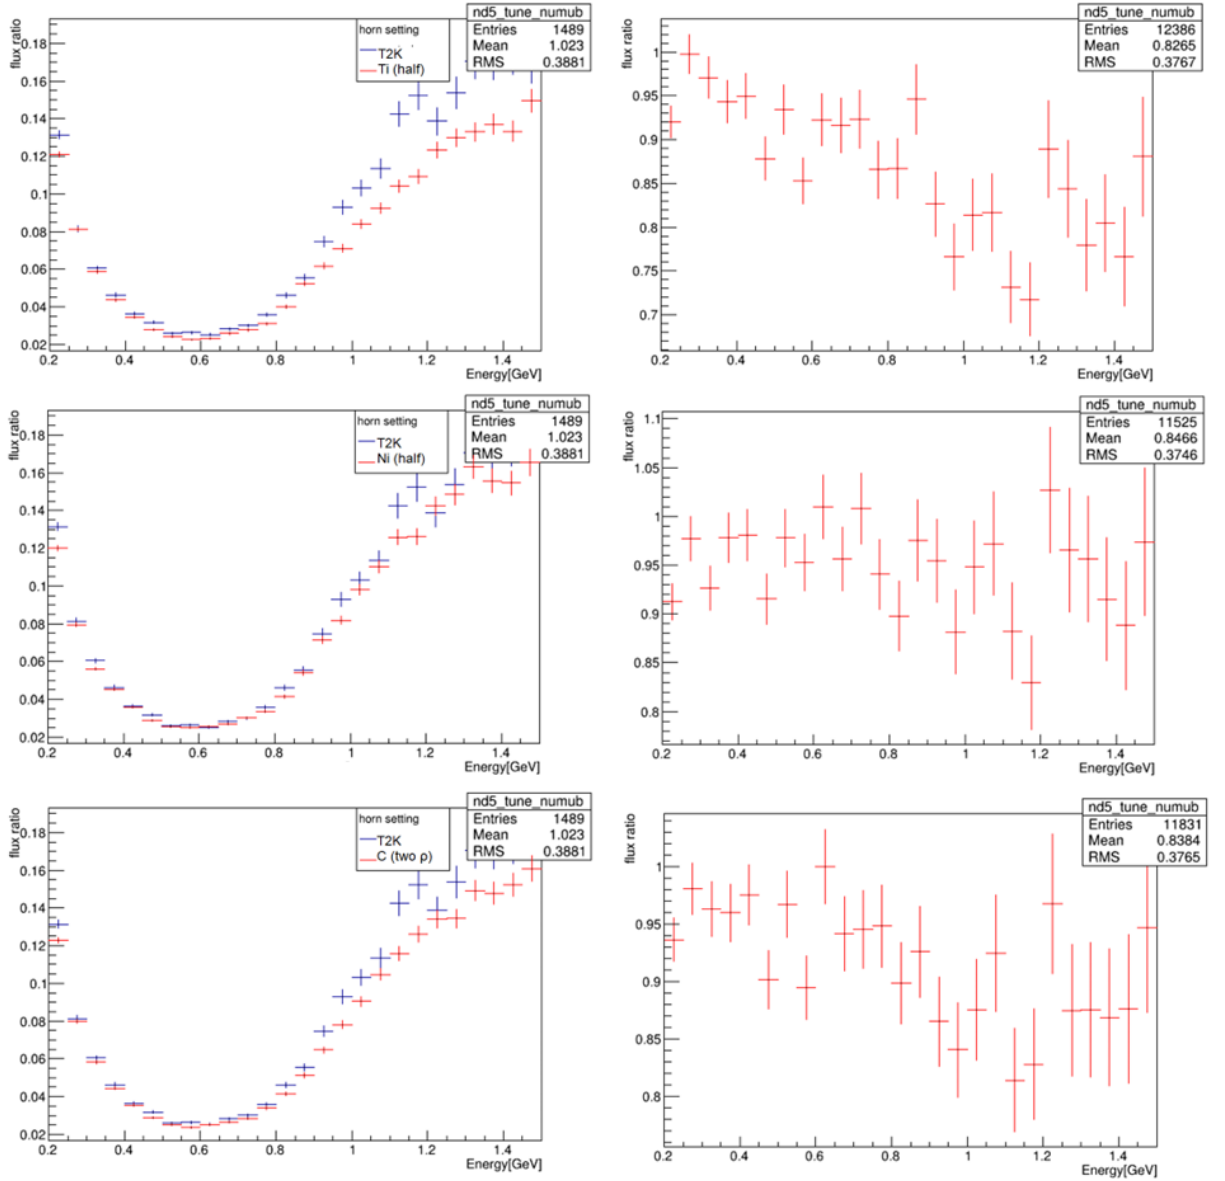 flux ratio
0.18
0.16
0.14
0.12
0.1
0.08
0.06
0.04
0.02
0.2 0.4 0.6 0.8 1 1.2 1.4
Energy[GeV]
horn setting
T2K
Ti (half)
nd5_tune_numub
Entries 1489
Mean 1.023
RMS 0.3881
flux ratio
1
0.95
0.9
0.85
0.8
0.75
0.7
0.2 0.4 0.6 0.8 1 1.2 1.4
Energy[GeV]
nd5_tune_numub
Entries 12386
Mean 0.8265
RMS 0.3767
flux ratio
0.18
0.16
0.14
0.12
0.1
0.08
0.06
0.04
0.02
0.2 0.4 0.6 0.8 1 1.2 1.4
Energy[GeV]
horn setting
T2K
Ni (half)
nd5_tune_numub
Entries 1489
Mean 1.023
RMS 0.3881
flux ratio
1.1
1.05
1
0.95
0.9
0.85
0.8
0.2 0.4 0.6 0.8 1 1.2 1.4
Energy[GeV]
nd5_tune_numub
Entries 11525
Mean 0.8466
RMS 0.3746
flux ratio
0.18
0.16
0.14
0.12
0.1
0.08
0.06
0.04
0.02
0.2 0.4 0.6 0.8 1 1.2 1.4
Energy[GeV]
horn setting
T2K
C (two ρ)
nd5_tune_numub
Entries 1489
Mean 1.023
RMS 0.3881
flux ratio
1
0.95
0.9
0.85
0.8
0.2 0.4 0.6 0.8 1 1.2 1.4
Energy[GeV]
nd5_tune_numub
Entries 11831
Mean 0.8384
RMS 0.3765